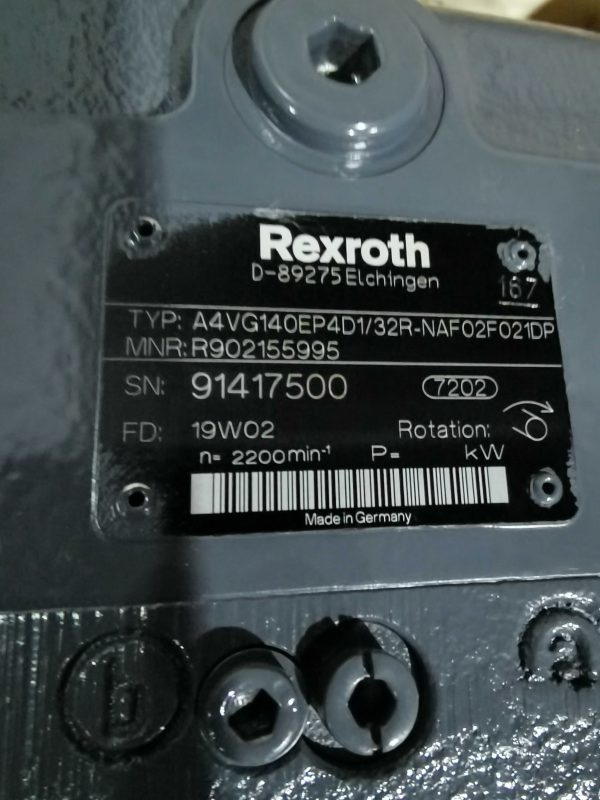 Rexroth
D-89275 Elchingen
167
TYP: A4VG140EP4D1/32R-NAF02F021DP
MNR: R902155995
SN: 91417500
7202
FD: 19W02
Rotation:
n= 2200min⁻¹ P= kW
Made in Germany
b
a